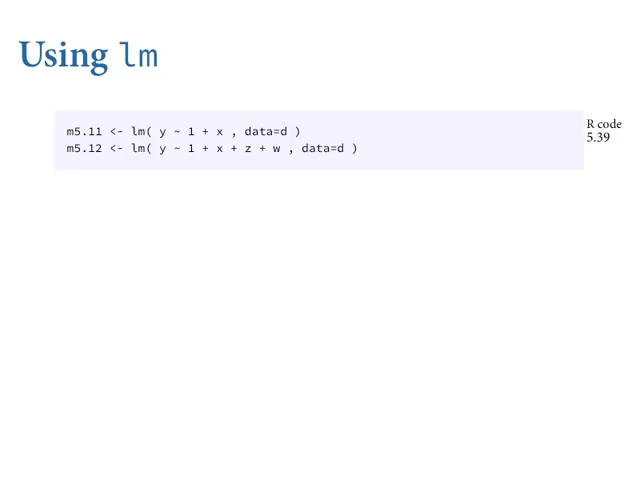 Using lm
m5.11 <- lm( y ~ 1 + x , data=d )
m5.12 <- lm( y ~ 1 + x + z + w , data=d )
R code
5.39